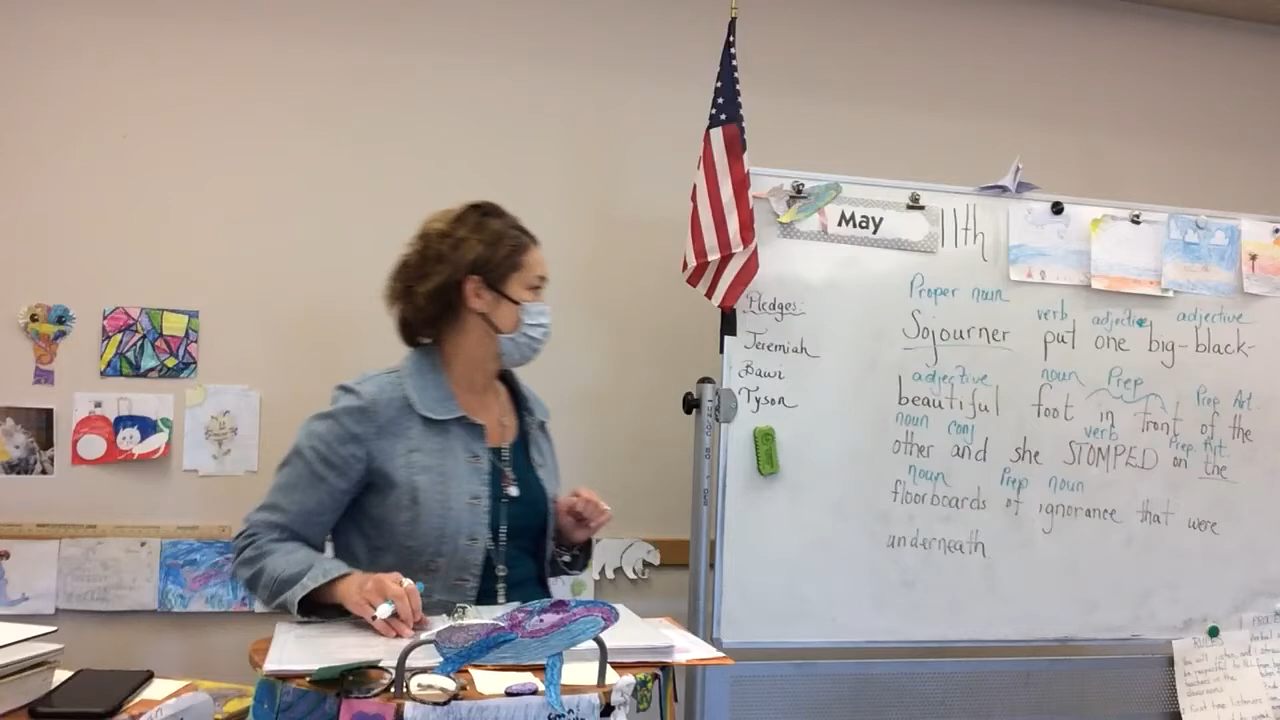 May 11th
Pledges:
Jeremiah
Bawi
Tyson
Proper noun
verb adjective adjective
Sojourner put one big-black-
adjective noun Prep Prep Art.
beautiful foot in front of the
noun conj verb Prep. Art.
other and she STOMPED on the
noun Prep noun
floorboards of ignorance that were
underneath